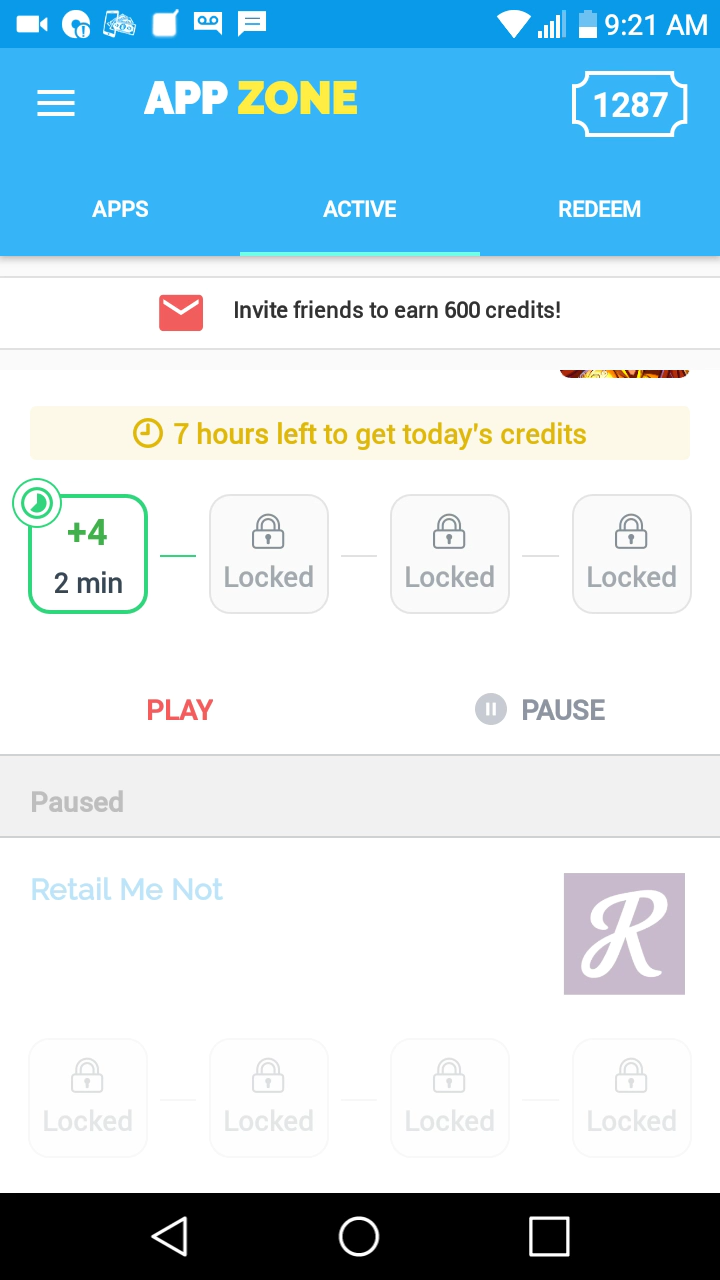 9:21 AM
APP ZONE
1287
APPS ACTIVE REDEEM
Invite friends to earn 600 credits!
7 hours left to get today's credits
+4
2 min Locked Locked Locked
PLAY PAUSE
Paused
Retail Me Not
R
Locked Locked Locked Locked